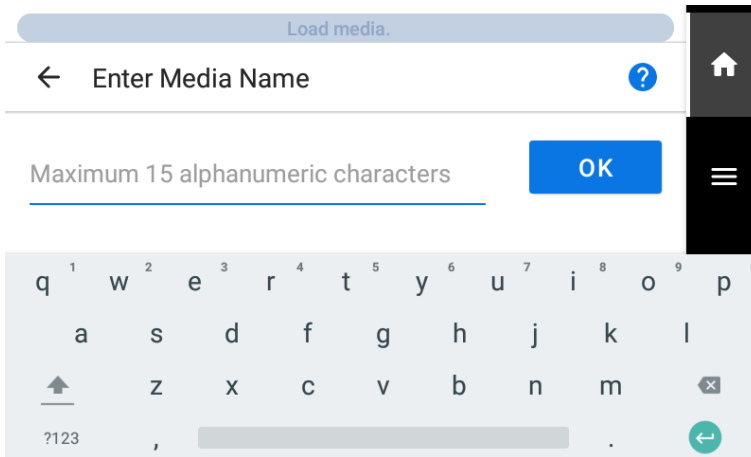 Load media.
Enter Media Name
?
Maximum 15 alphanumeric characters
OK
1 2 3 4 5 6 7 8 9
q w e r t y u i o p
a s d f g h j k l
z x c v b n m
?123 , .